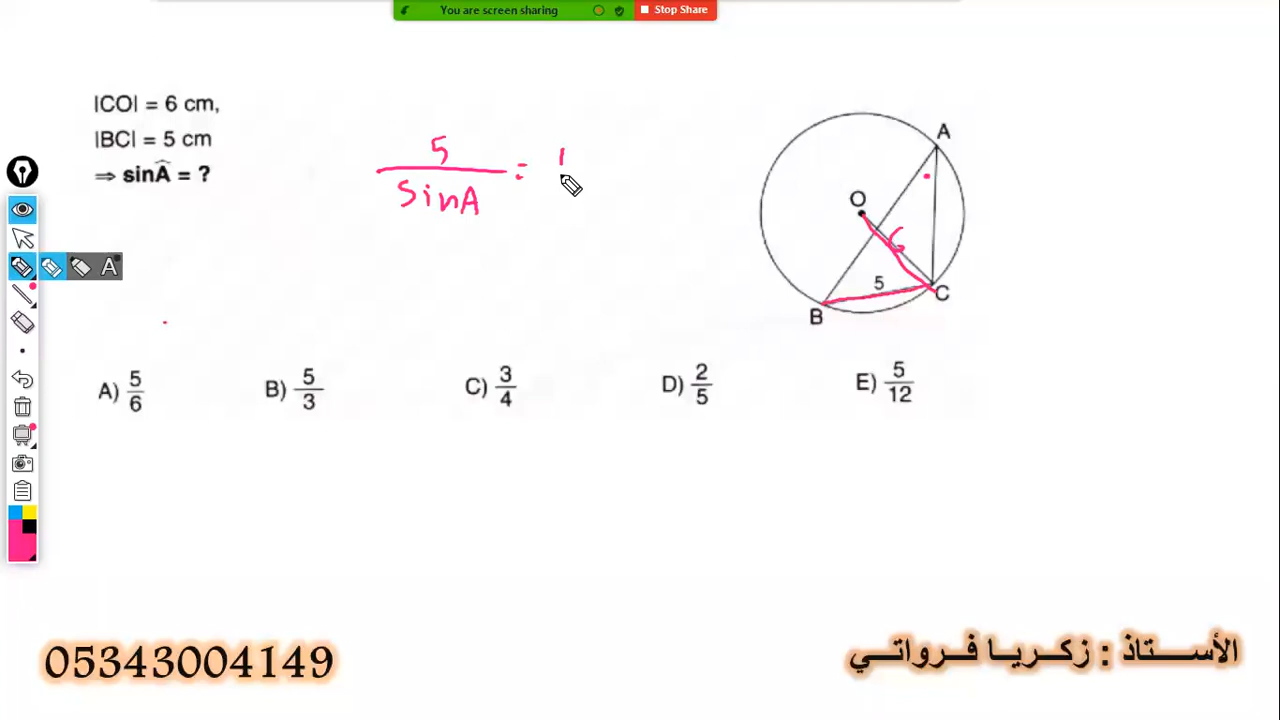 You are screen sharing Stop Share
|CO| = 6 cm,
|BC| = 5 cm
⇒ sinÂ = ?
5
SinA
=
A
O
6
5
B
C
A) 5/6 B) 5/3 C) 3/4 D) 2/5 E) 5/12
A
05343004149
الأستاذ : زكريا فرواتي